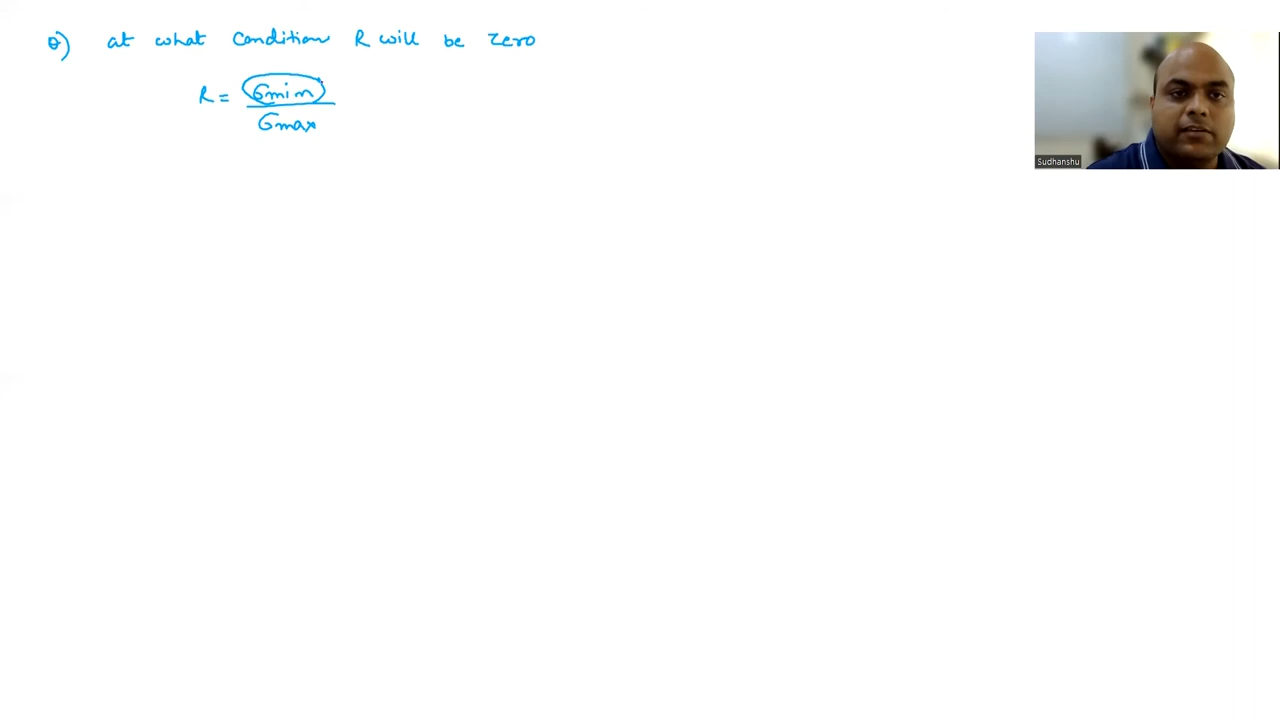 Q) at what condition R will be zero
R = σmin
σmax
Sudhanshu